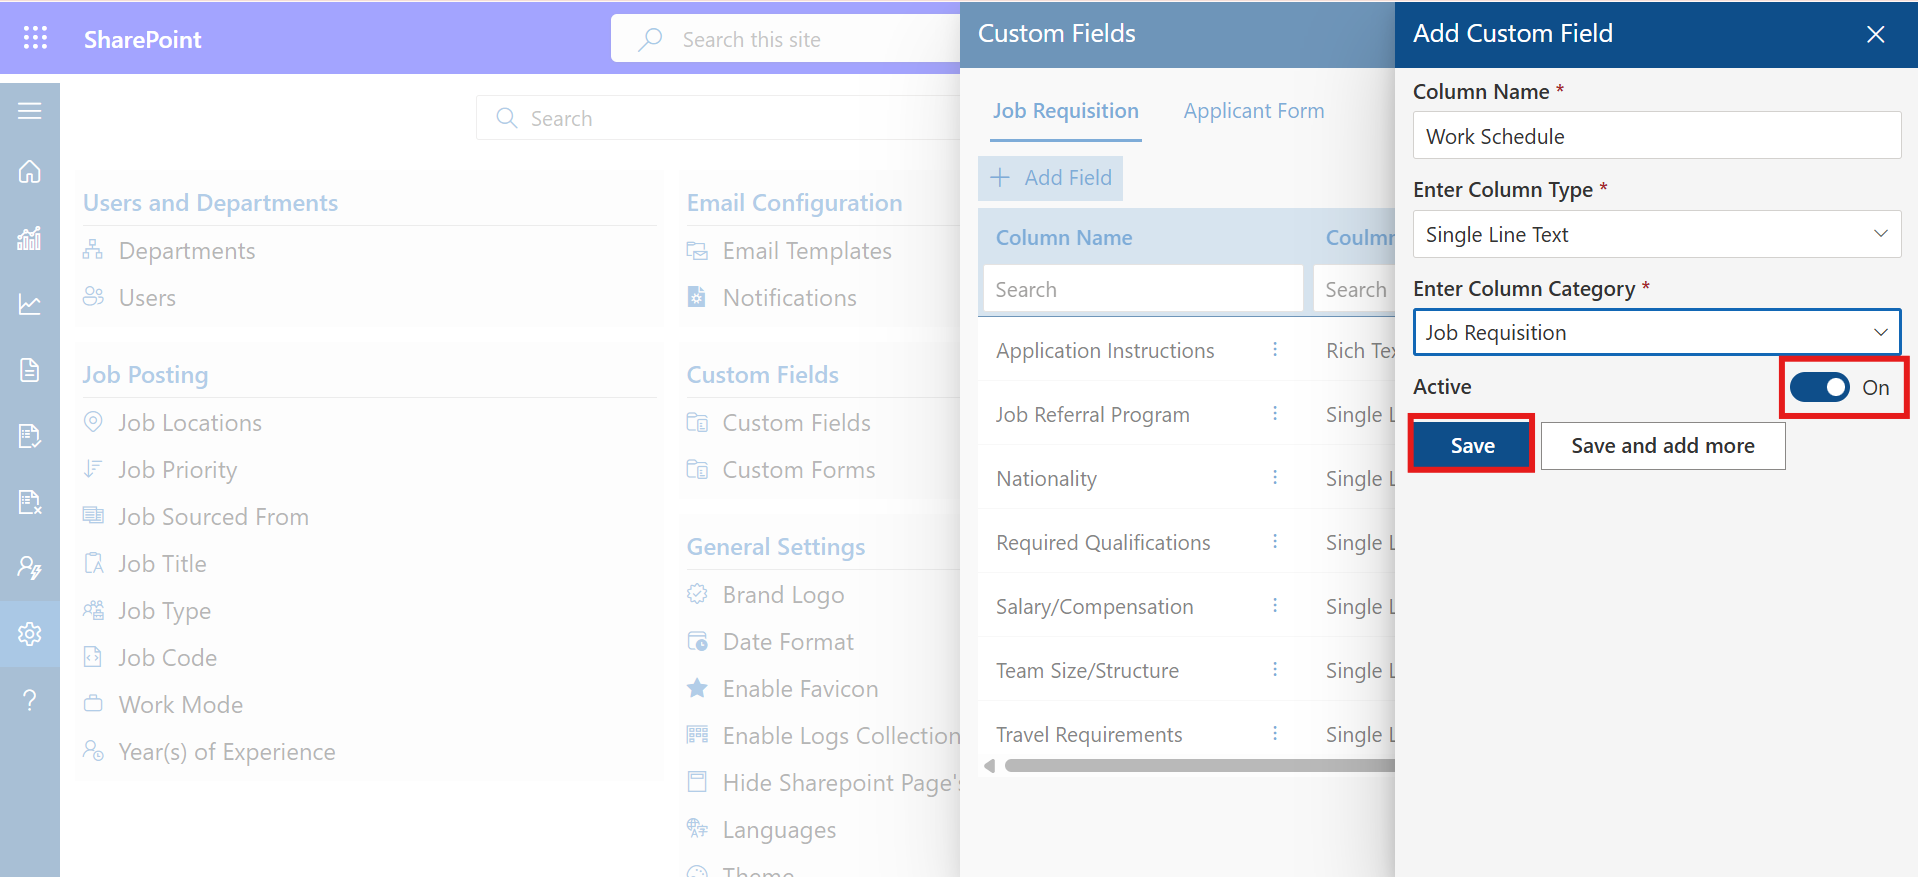 SharePoint
Search this site
Search
Users and Departments
Departments
Users
Job Posting
Job Locations
Job Priority
Job Sourced From
Job Title
Job Type
Job Code
Work Mode
Year(s) of Experience
Email Configuration
Email Templates
Notifications
Custom Fields
Custom Fields
Custom Forms
General Settings
Brand Logo
Date Format
Enable Favicon
Enable Logs Collection
Hide Sharepoint Page's
Languages
Theme
Custom Fields
Job Requisition Applicant Form
Add Field
Column Name Coulmn
Search Search
Application Instructions Rich Tex
Job Referral Program Single L
Nationality Single L
Required Qualifications Single L
Salary/Compensation Single L
Team Size/Structure Single L
Travel Requirements Single L
Add Custom Field
Column Name *
Work Schedule
Enter Column Type *
Single Line Text
Enter Column Category *
Job Requisition
Active On
Save Save and add more